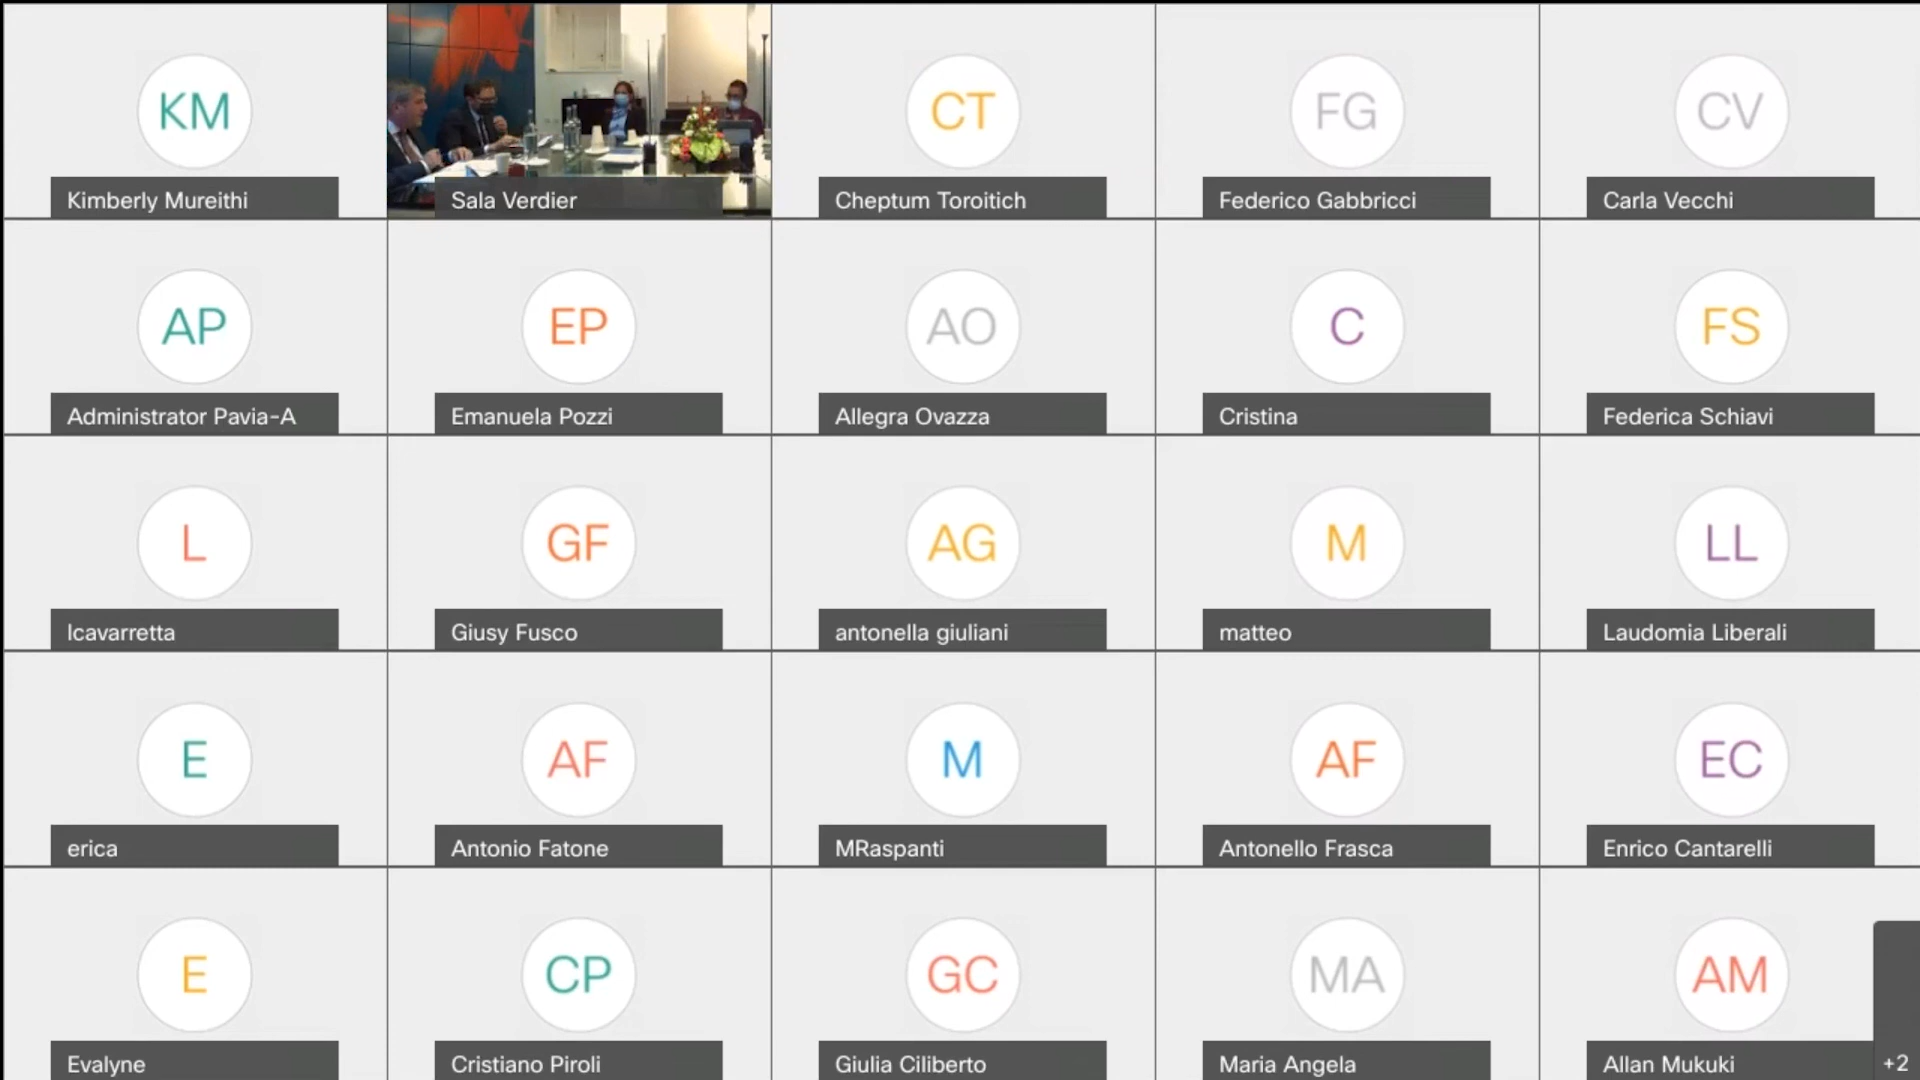 KM
Kimberly Mureithi
Sala Verdier
CT
Cheptum Toroitich
FG
Federico Gabbricci
CV
Carla Vecchi
AP
Administrator Pavia-A
EP
Emanuela Pozzi
AO
Allegra Ovazza
C
Cristina
FS
Federica Schiavi
L
lcavarretta
GF
Giusy Fusco
AG
antonella giuliani
M
matteo
LL
Laudomia Liberali
E
erica
AF
Antonio Fatone
M
MRaspanti
AF
Antonello Frasca
EC
Enrico Cantarelli
E
Evalyne
CP
Cristiano Piroli
GC
Giulia Ciliberto
MA
Maria Angela
AM
Allan Mukuki
+2